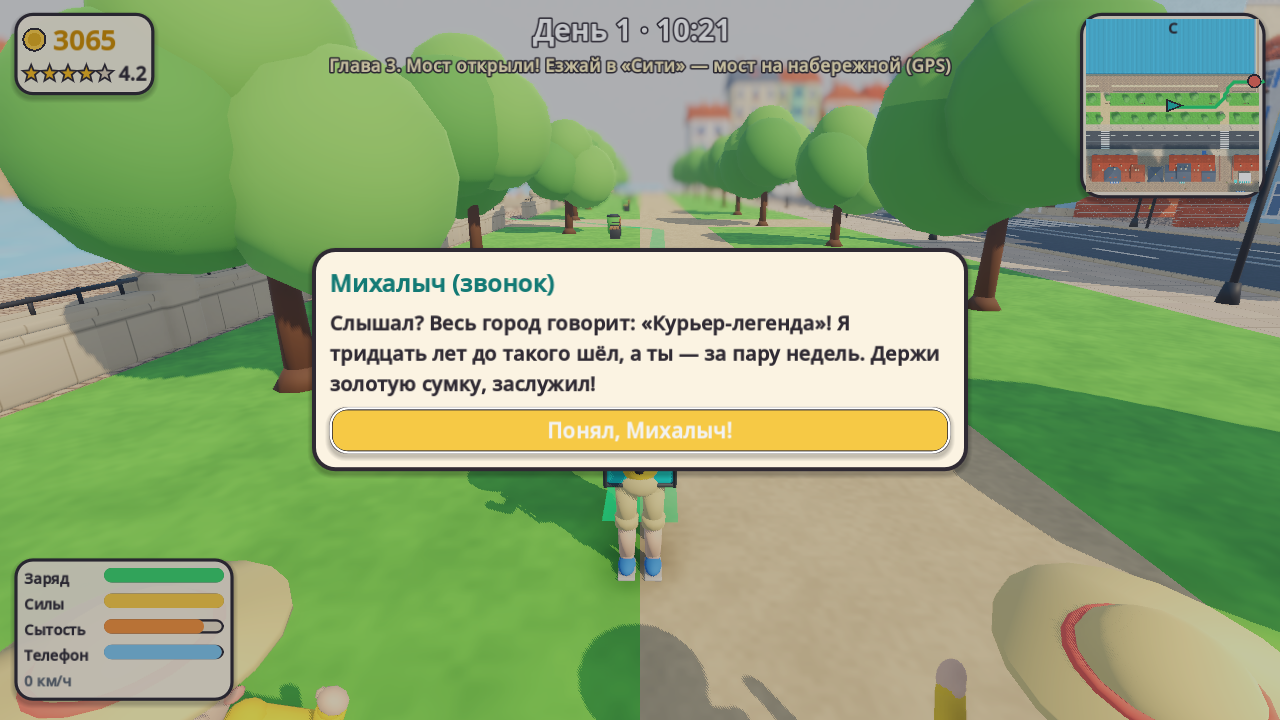 3065
4.2
День 1 · 10:21
Глава 3. Мост открыли! Езжай в «Сити» — мост на набережной (GPS)
С
Михалыч (звонок)
Слышал? Весь город говорит: «Курьер-легенда»! Я
тридцать лет до такого шёл, а ты — за пару недель. Держи
золотую сумку, заслужил!
Понял, Михалыч!
Заряд
Силы
Сытость
Телефон
0 км/ч